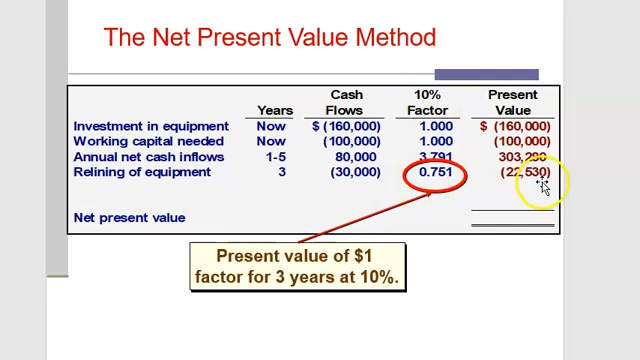 The Net Present Value Method
Cash 10% Present
Years Flows Factor Value
Investment in equipment Now $ (160,000) 1.000 $ (160,000)
Working capital needed Now (100,000) 1.000 (100,000)
Annual net cash inflows 1-5 80,000 3.791 303,280
Relining of equipment 3 (30,000) 0.751 (22,530)
Net present value
Present value of $1
factor for 3 years at 10%.